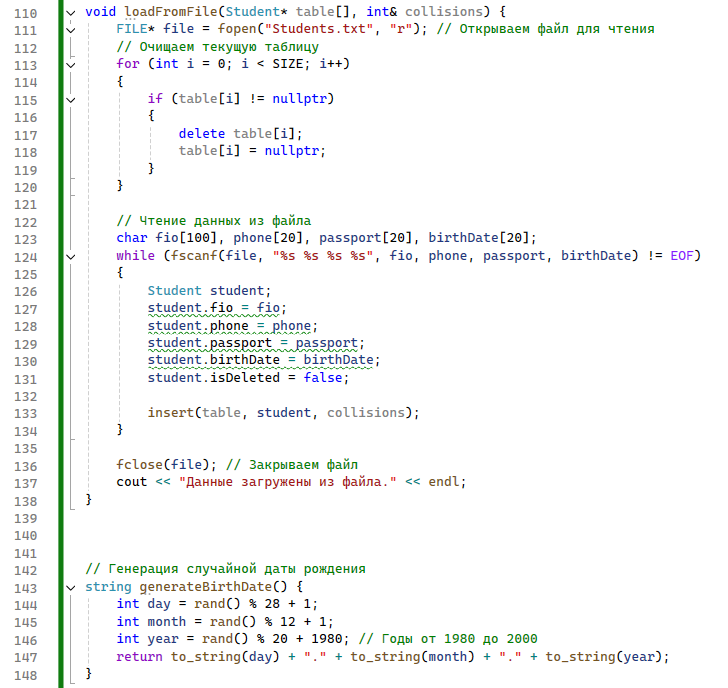 110 void loadFromFile(Student* table[], int& collisions) {
111 FILE* file = fopen("Students.txt", "r"); // Открываем файл для чтения
112 // Очищаем текущую таблицу
113 for (int i = 0; i < SIZE; i++)
114 {
115 if (table[i] != nullptr)
116 {
117 delete table[i];
118 table[i] = nullptr;
119 }
120 }
121
122 // Чтение данных из файла
123 char fio[100], phone[20], passport[20], birthDate[20];
124 while (fscanf(file, "%s %s %s %s", fio, phone, passport, birthDate) != EOF)
125 {
126 Student student;
127 student.fio = fio;
128 student.phone = phone;
129 student.passport = passport;
130 student.birthDate = birthDate;
131 student.isDeleted = false;
132
133 insert(table, student, collisions);
134 }
135
136 fclose(file); // Закрываем файл
137 cout << "Данные загружены из файла." << endl;
138 }
139
140
141
142 // Генерация случайной даты рождения
143 string generateBirthDate() {
144 int day = rand() % 28 + 1;
145 int month = rand() % 12 + 1;
146 int year = rand() % 20 + 1980; // Годы от 1980 до 2000
147 return to_string(day) + "." + to_string(month) + "." + to_string(year);
148 }